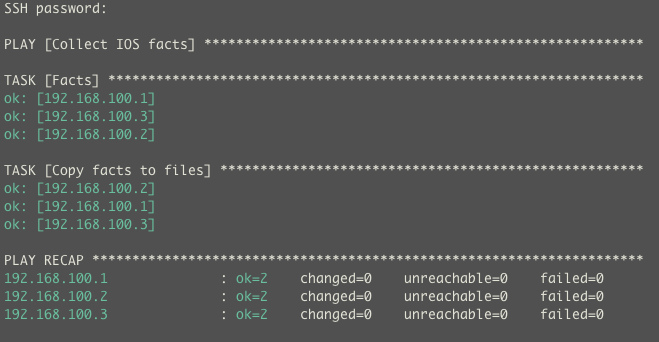 SSH password:
PLAY [Collect IOS facts] *******************************************************
TASK [Facts] *******************************************************************
ok: [192.168.100.1]
ok: [192.168.100.3]
ok: [192.168.100.2]
TASK [Copy facts to files] *****************************************************
ok: [192.168.100.2]
ok: [192.168.100.1]
ok: [192.168.100.3]
PLAY RECAP *********************************************************************
192.168.100.1              : ok=2    changed=0    unreachable=0    failed=0
192.168.100.2              : ok=2    changed=0    unreachable=0    failed=0
192.168.100.3              : ok=2    changed=0    unreachable=0    failed=0